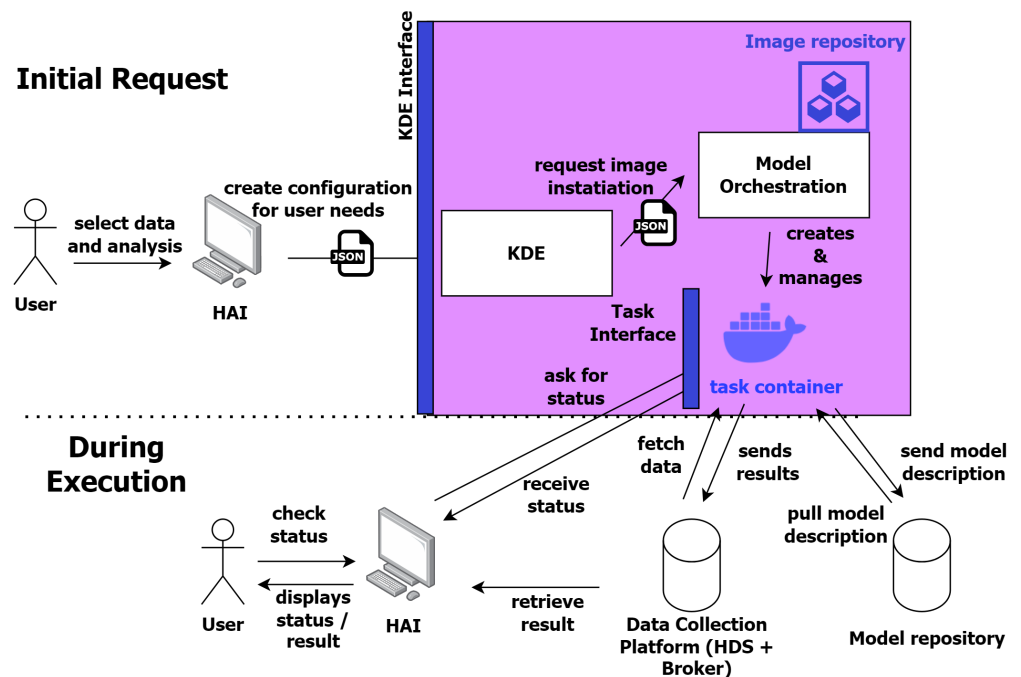 Initial Request
KDE Interface
Image repository
Model
Orchestration
request image
instatiation
JSON
create configuration
for user needs
JSON
select data
and analysis
User
HAI
KDE
creates
&
manages
Task
Interface
task container
ask for
status
During
Execution
fetch
data
sends
results
send model
description
receive
status
pull model
description
check
status
displays
status /
result
User
HAI
retrieve
result
Data Collection
Platform (HDS +
Broker)
Model repository